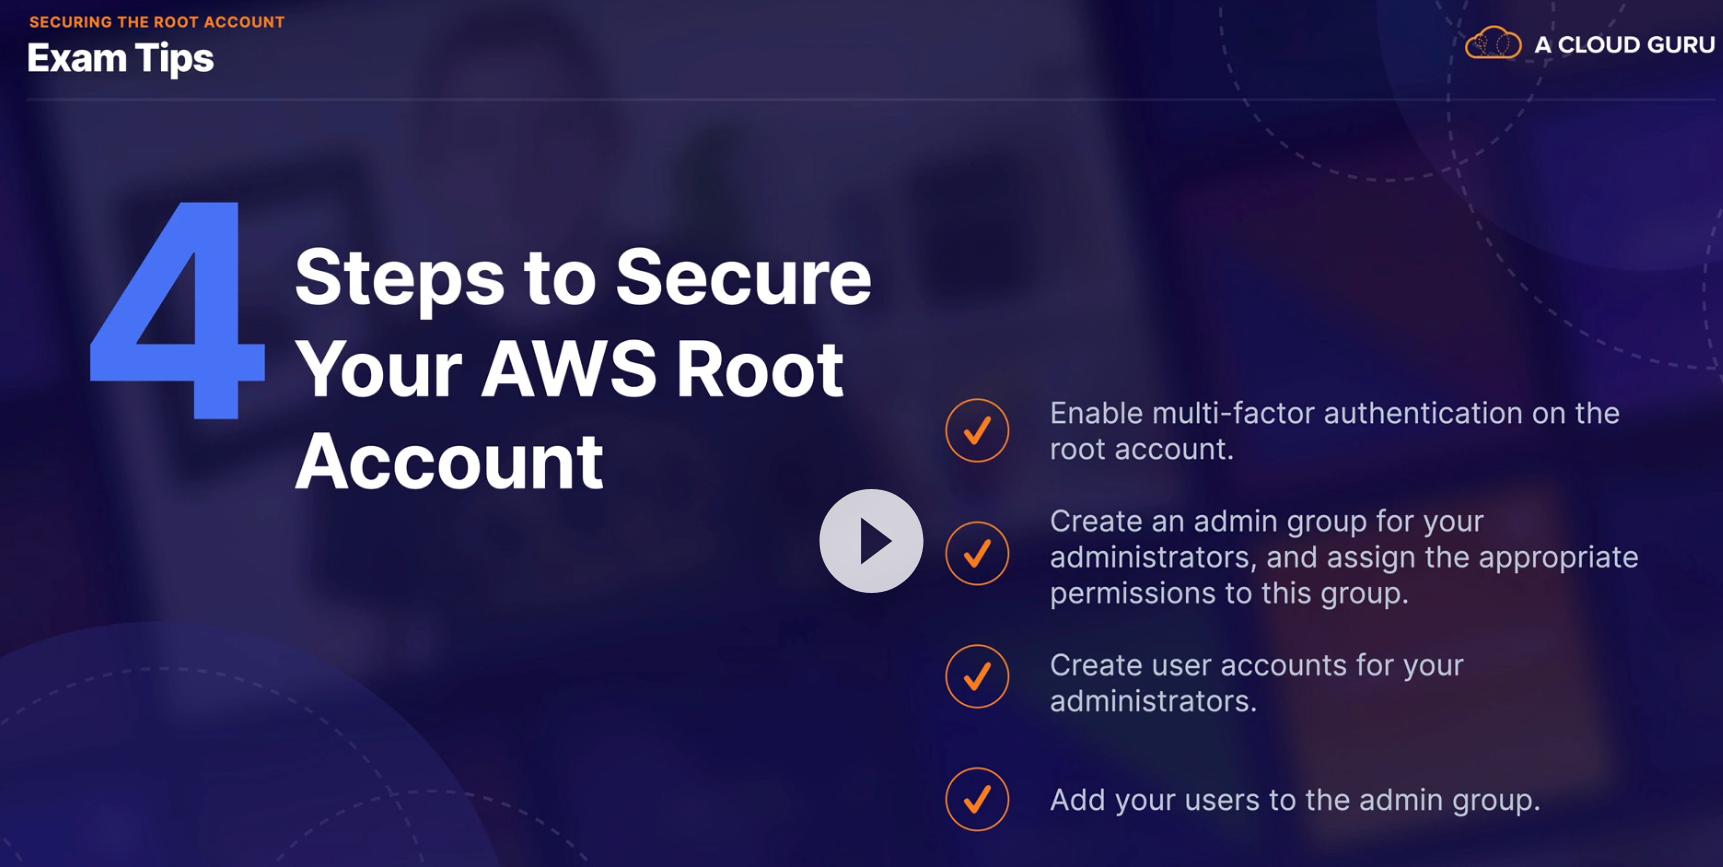 SECURING THE ROOT ACCOUNT
Exam Tips
A CLOUD GURU
4
Steps to Secure
Your AWS Root
Account
Enable multi-factor authentication on the
root account.
Create an admin group for your
administrators, and assign the appropriate
permissions to this group.
Create user accounts for your
administrators.
Add your users to the admin group.